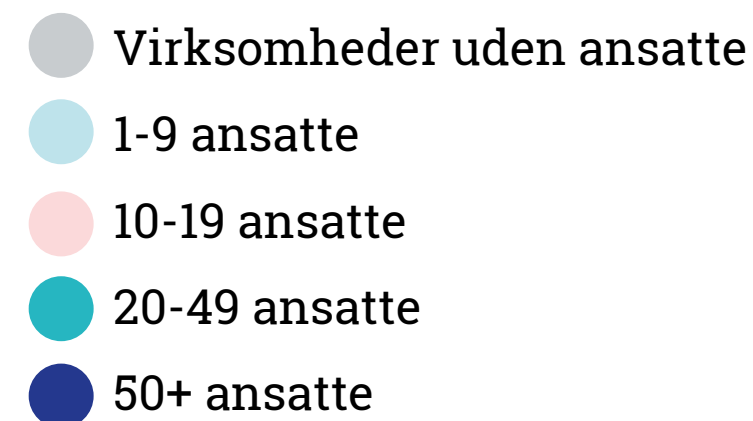 Virksomheder uden ansatte
1-9 ansatte
10-19 ansatte
20-49 ansatte
50+ ansatte